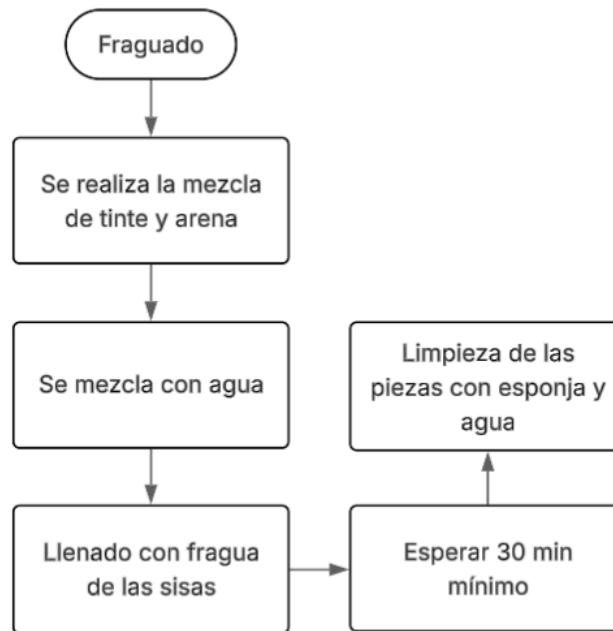 Fraguado
Se realiza la mezcla
de tinte y arena
Se mezcla con agua
Llenado con fragua
de las sisas
Esperar 30 min
mínimo
Limpieza de las
piezas con esponja y
agua